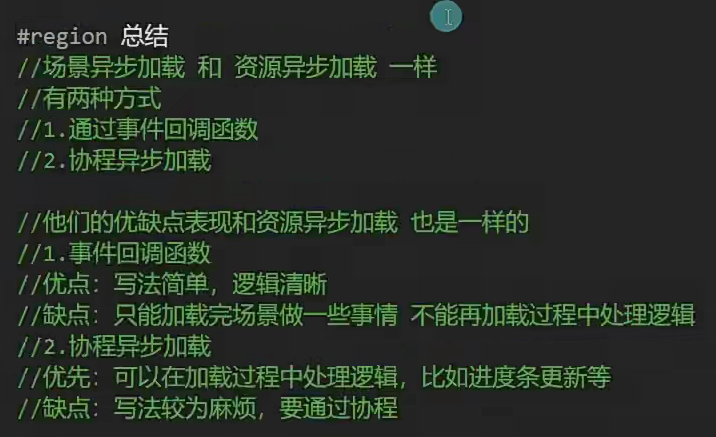 #region 总结
//场景异步加载 和 资源异步加载 一样
//有两种方式
//1.通过事件回调函数
//2.协程异步加载
//他们的优缺点表现和资源异步加载 也是一样的
//1.事件回调函数
//优点：写法简单，逻辑清晰
//缺点：只能加载完场景做一些事情 不能再加载过程中处理逻辑
//2.协程异步加载
//优先：可以在加载过程中处理逻辑，比如进度条更新等
//缺点：写法较为麻烦，要通过协程